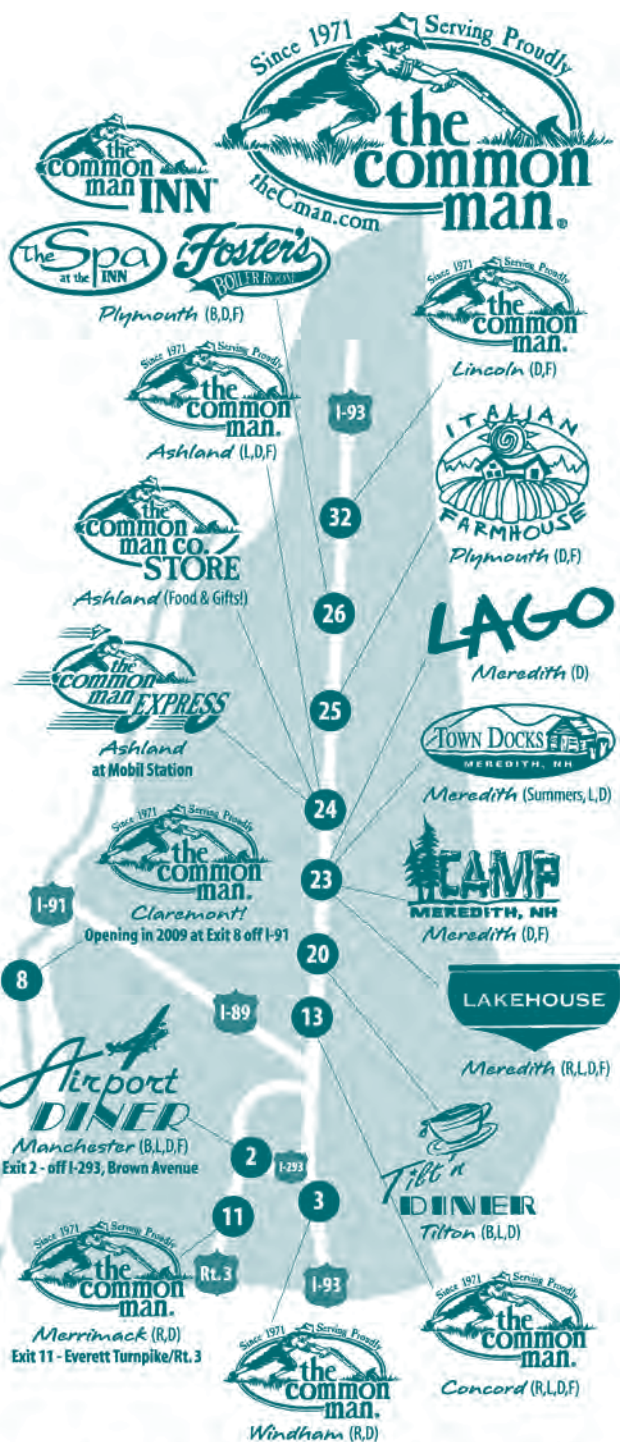 Since 1971 Serving Proudly
the
common
man®
theCman.com
the
common
man INN
The Spa
at the INN
Foster's
BOILER ROOM
Plymouth (B,D,F)
Since 1971 Serving Proudly
the
common
man.
Lincoln (D,F)
Since 1971 Serving Proudly
the
common
man.
Ashland (L,D,F)
I-93
ITALIAN
FARMHOUSE
Plymouth (D,F)
32
the
common
man co.
STORE
Ashland (Food & Gifts!)
26
LAGO
Meredith (D)
the
common
man EXPRESS
Ashland
at Mobil Station
25
TOWN DOCKS
MEREDITH, NH
Meredith (Summers, L,D)
24
Since 1971 Serving Proudly
the
common
man.
Claremont!
Opening in 2009 at Exit 8 off I-91
23
CAMP
MEREDITH, NH
Meredith (D,F)
I-91
20
8
LAKEHOUSE
Meredith (R,L,D,F)
I-89
13
Airport
DINER
Manchester (B,L,D,F)
Exit 2 - off I-293, Brown Avenue
2
I-293
Tilt'n
DINER
Tilton (B,L,D)
11
3
Rt. 3
I-93
Since 1971 Serving Proudly
the
common
man.
Merrimack (R,D)
Exit 11 - Everett Turnpike/Rt. 3
Since 1971 Serving Proudly
the
common
man.
Windham (R,D)
Since 1971 Serving Proudly
the
common
man.
Concord (R,L,D,F)